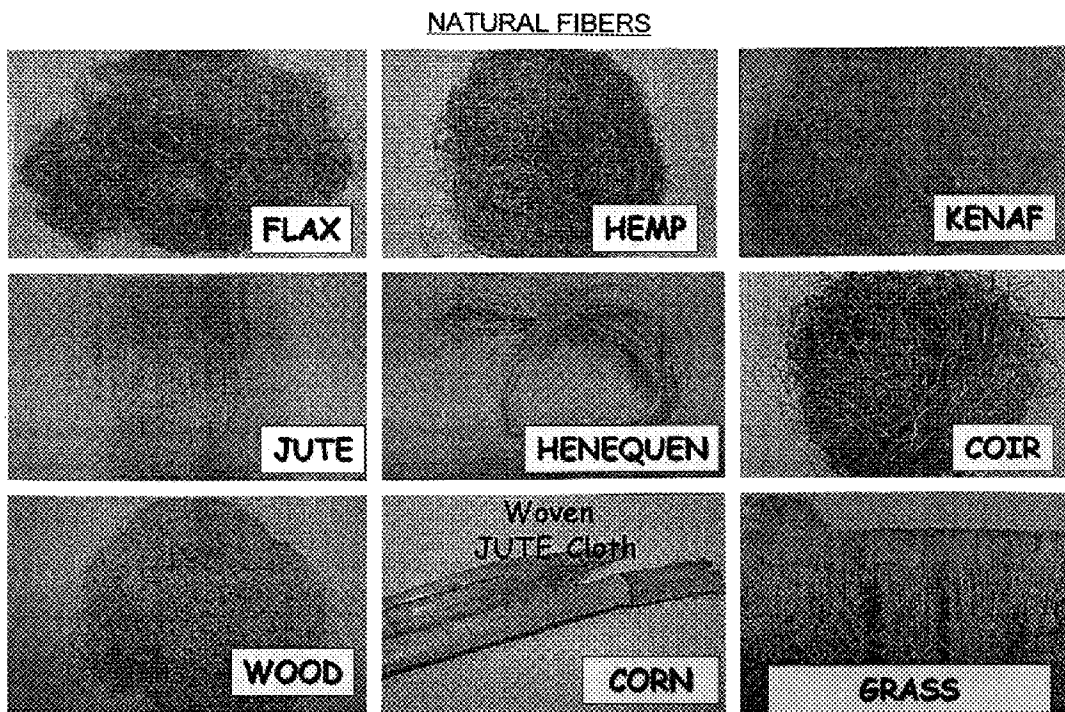 NATURAL FIBERS
FLAX
HEMP
KENAF
JUTE
HENEQUEN
COIR
WOOD
Woven
JUTE Cloth
CORN
GRASS